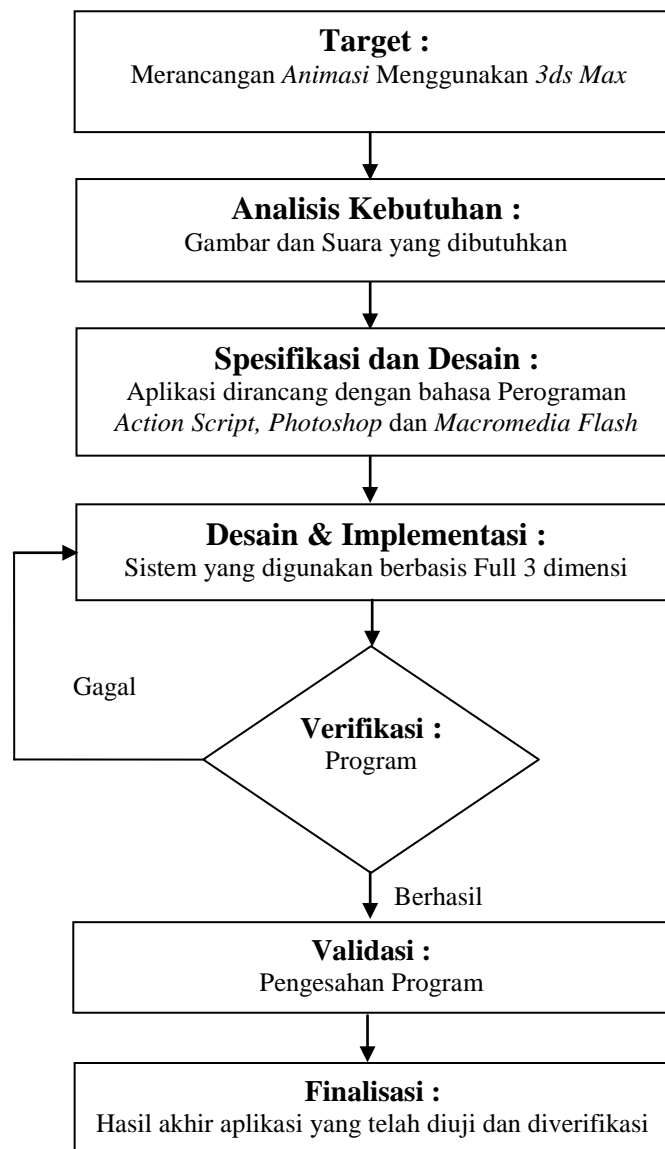 Target :
Merancangan Animasi Menggunakan 3ds Max
Analisis Kebutuhan :
Gambar dan Suara yang dibutuhkan
Spesifikasi dan Desain :
Aplikasi dirancang dengan bahasa Perograman
Action Script, Photoshop dan Macromedia Flash
Desain & Implementasi :
Sistem yang digunakan berbasis Full 3 dimensi
Gagal
Verifikasi :
Program
Berhasil
Validasi :
Pengesahan Program
Finalisasi :
Hasil akhir aplikasi yang telah diuji dan diverifikasi